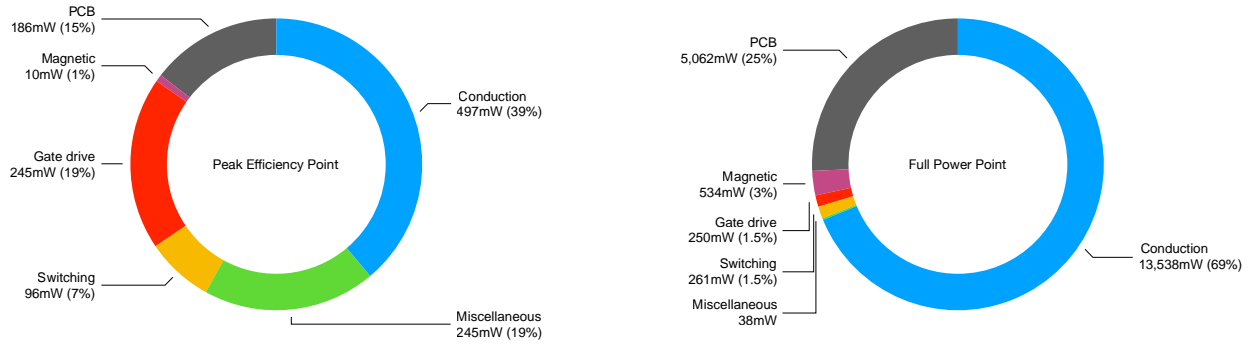 PCB
186mW (15%)
Magnetic
10mW (1%)
Gate drive
245mW (19%)
Switching
96mW (7%)
Peak Efficiency Point
Conduction
497mW (39%)
Miscellaneous
245mW (19%)
PCB
5,062mW (25%)
Magnetic
534mW (3%)
Gate drive
250mW (1.5%)
Switching
261mW (1.5%)
Miscellaneous
38mW
Full Power Point
Conduction
13,538mW (69%)